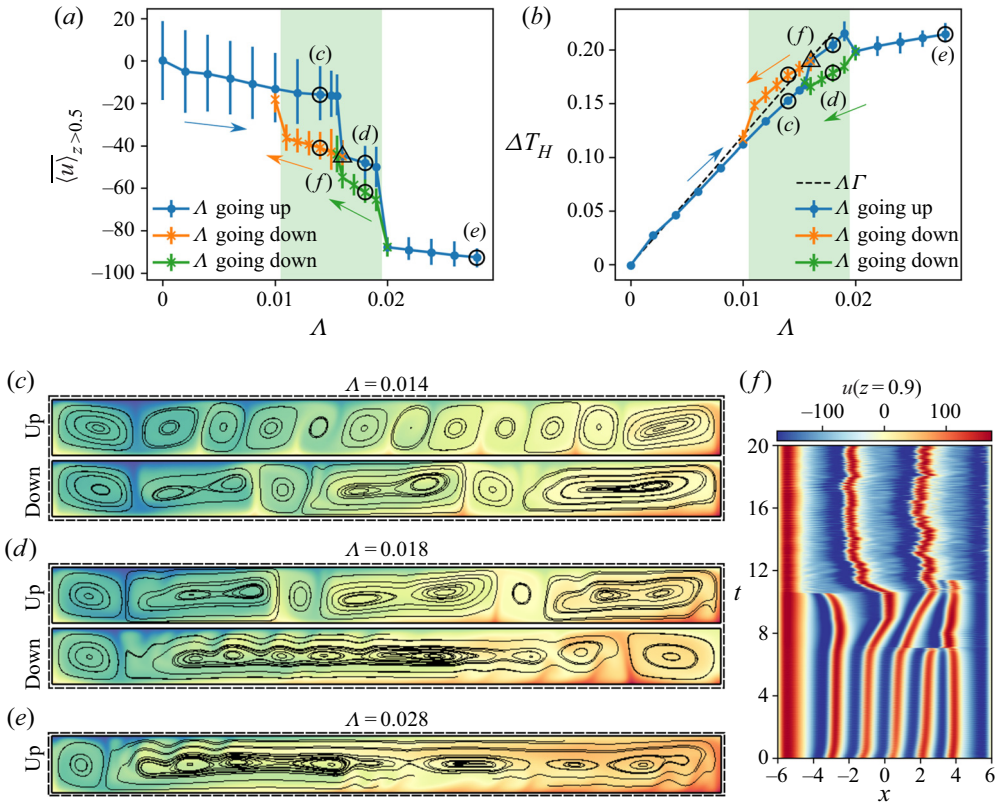 (a)
20
0
−20
−40
−60
−80
−100
⟨u⟩z>0.5
(c)
(d)
(f)
(e)
Λ going up
Λ going down
Λ going down
0
0.01
0.02
Λ
(b)
0.20
0.15
0.10
0.05
0
ΔT_H
(f)
(e)
(d)
(c)
ΛΓ
Λ going up
Λ going down
Λ going down
0
0.01
0.02
Λ
(c)
Λ = 0.014
Up
Down
(d)
Λ = 0.018
Up
Down
(e)
Λ = 0.028
Up
(f)
u(z = 0.9)
−100 0 100
20
16
12
t
8
4
0
−6 −4 −2 0 2 4 6
x